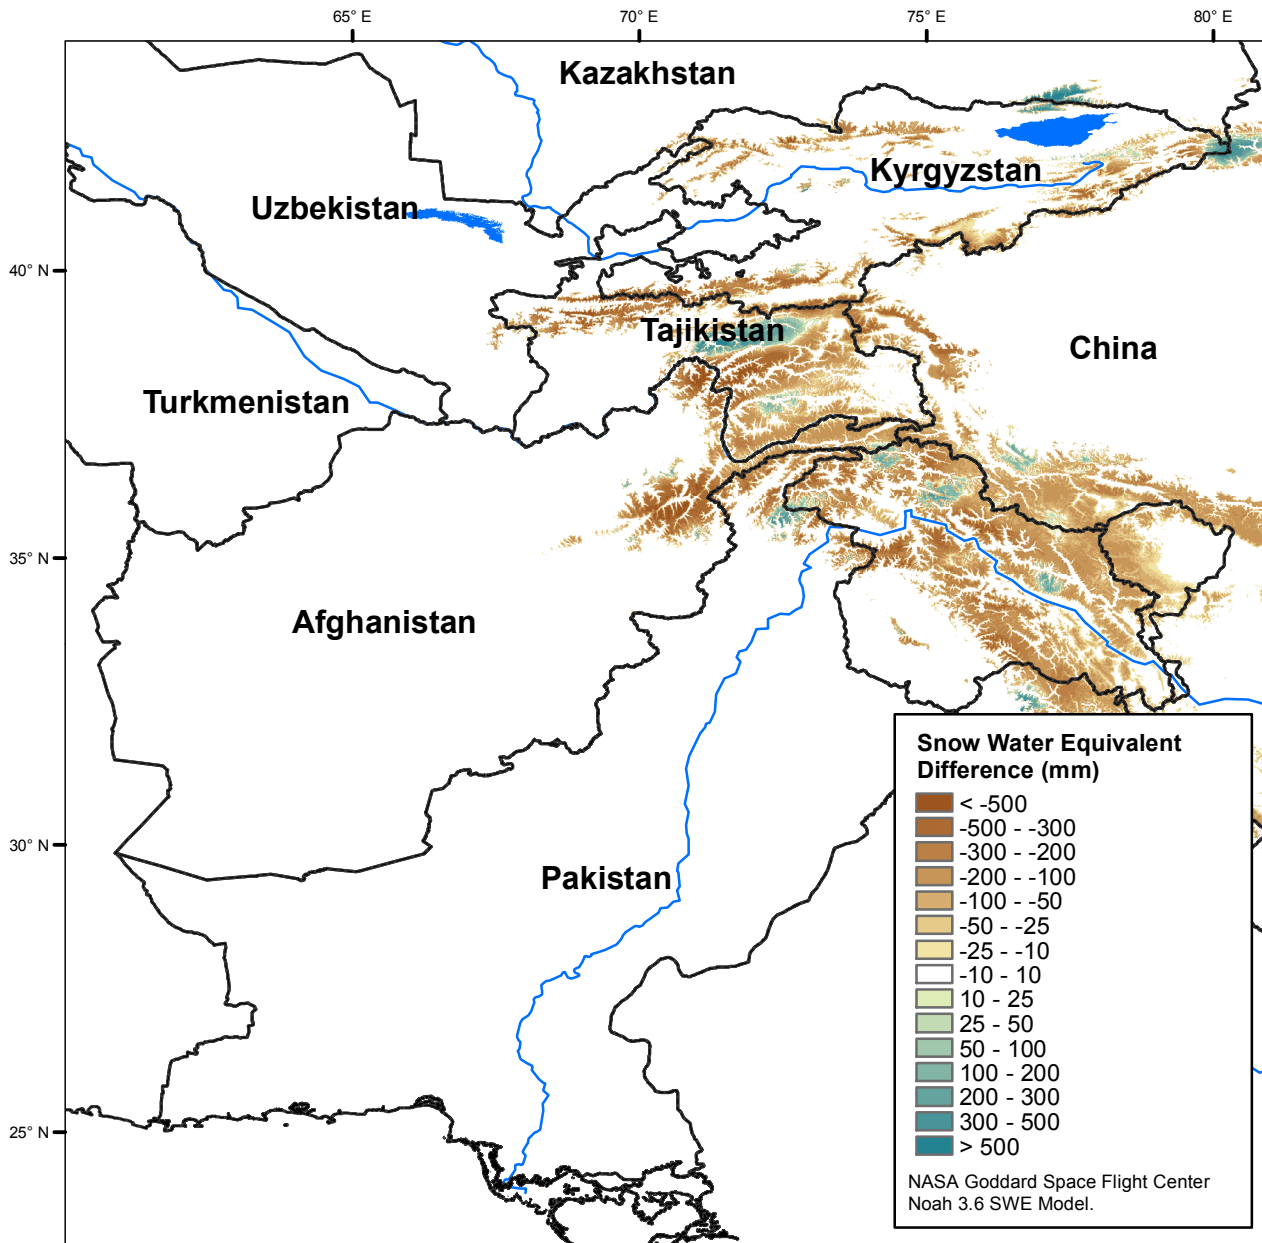 65° E
70° E
75° E
80° E
Kazakhstan
Kyrgyzstan
Uzbekistan
40° N
Tajikistan
China
Turkmenistan
35° N
Afghanistan
30° N
Pakistan
25° N
Snow Water Equivalent
Difference (mm)
< -500
-500 - -300
-300 - -200
-200 - -100
-100 - -50
-50 - -25
-25 - -10
-10 - 10
10 - 25
25 - 50
50 - 100
100 - 200
200 - 300
300 - 500
> 500
NASA Goddard Space Flight Center
Noah 3.6 SWE Model.